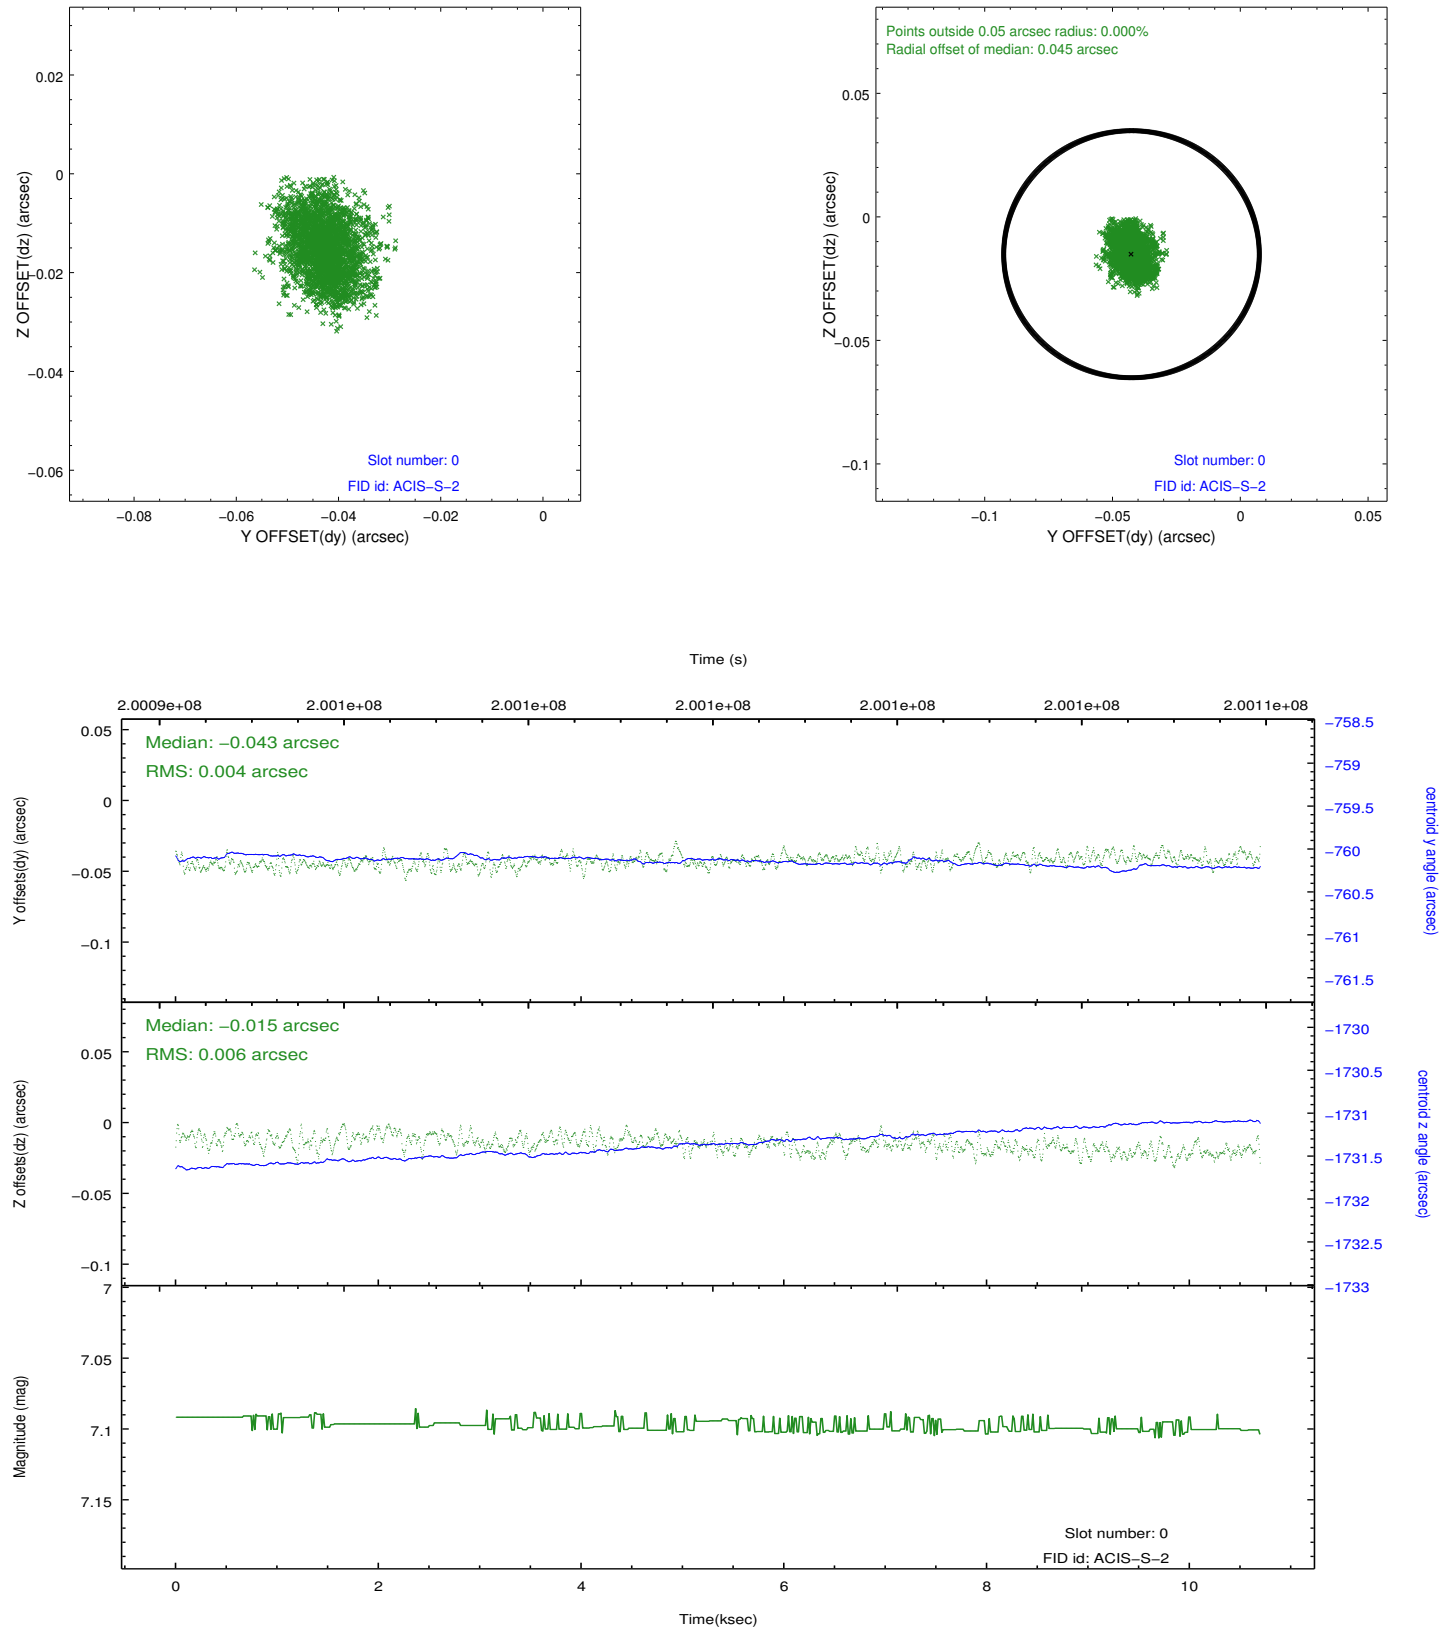 Points outside 0.05 arcsec radius: 0.000%
Radial offset of median: 0.045 arcsec
0.02
0
−0.02
−0.04
−0.06
Z OFFSET(dz) (arcsec)
Slot number: 0
FID id: ACIS−S−2
−0.08
−0.06
−0.04
−0.02
0
Y OFFSET(dy) (arcsec)
0.05
0
−0.05
−0.1
Z OFFSET(dz) (arcsec)
Slot number: 0
FID id: ACIS−S−2
−0.1
−0.05
0
0.05
Y OFFSET(dy) (arcsec)
Time (s)
2.0009e+08
2.001e+08
2.001e+08
2.001e+08
2.001e+08
2.001e+08
2.0011e+08
Median: −0.043 arcsec
RMS: 0.004 arcsec
0.05
0
−0.05
−0.1
Y offsets(dy) (arcsec)
−758.5
−759
−759.5
−760
−760.5
−761
−761.5
centroid y angle (arcsec)
Median: −0.015 arcsec
RMS: 0.006 arcsec
0.05
0
−0.05
−0.1
Z offsets(dz) (arcsec)
−1730
−1730.5
−1731
−1731.5
−1732
−1732.5
−1733
centroid z angle (arcsec)
7
7.05
7.1
7.15
Magnitude (mag)
Slot number: 0
FID id: ACIS−S−2
0
2
4
6
8
10
Time(ksec)